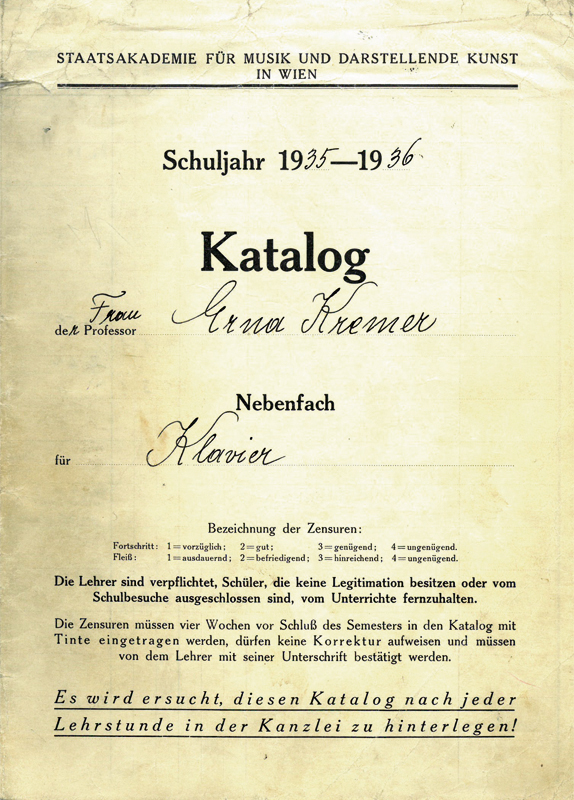 STAATSAKADEMIE FÜR MUSIK UND DARSTELLENDE KUNST
IN WIEN
Schuljahr 1935—1936
Katalog
Frau
der Professor Erna Kremer
Nebenfach
für Klavier
Bezeichnung der Zensuren:
Fortschritt: 1=vorzüglich; 2=gut; 3=genügend; 4=ungenügend.
Fleiß: 1=ausdauernd; 2=befriedigend; 3=hinreichend; 4=ungenügend.
Die Lehrer sind verpflichtet, Schüler, die keine Legitimation besitzen oder vom
Schulbesuche ausgeschlossen sind, vom Unterrichte fernzuhalten.
Die Zensuren müssen vier Wochen vor Schluß des Semesters in den Katalog mit
Tinte eingetragen werden, dürfen keine Korrektur aufweisen und müssen
von dem Lehrer mit seiner Unterschrift bestätigt werden.
Es wird ersucht, diesen Katalog nach jeder
Lehrstunde in der Kanzlei zu hinterlegen!